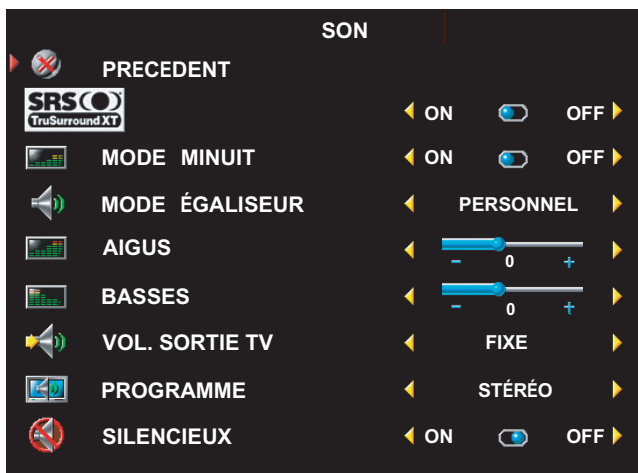 SON
PRECEDENT
SRS
TruSurround XT
ON OFF
MODE MINUIT ON OFF
MODE ÉGALISEUR PERSONNEL
AIGUS
- 0 +
BASSES
- 0 +
VOL. SORTIE TV FIXE
PROGRAMME STÉRÉO
SILENCIEUX ON OFF